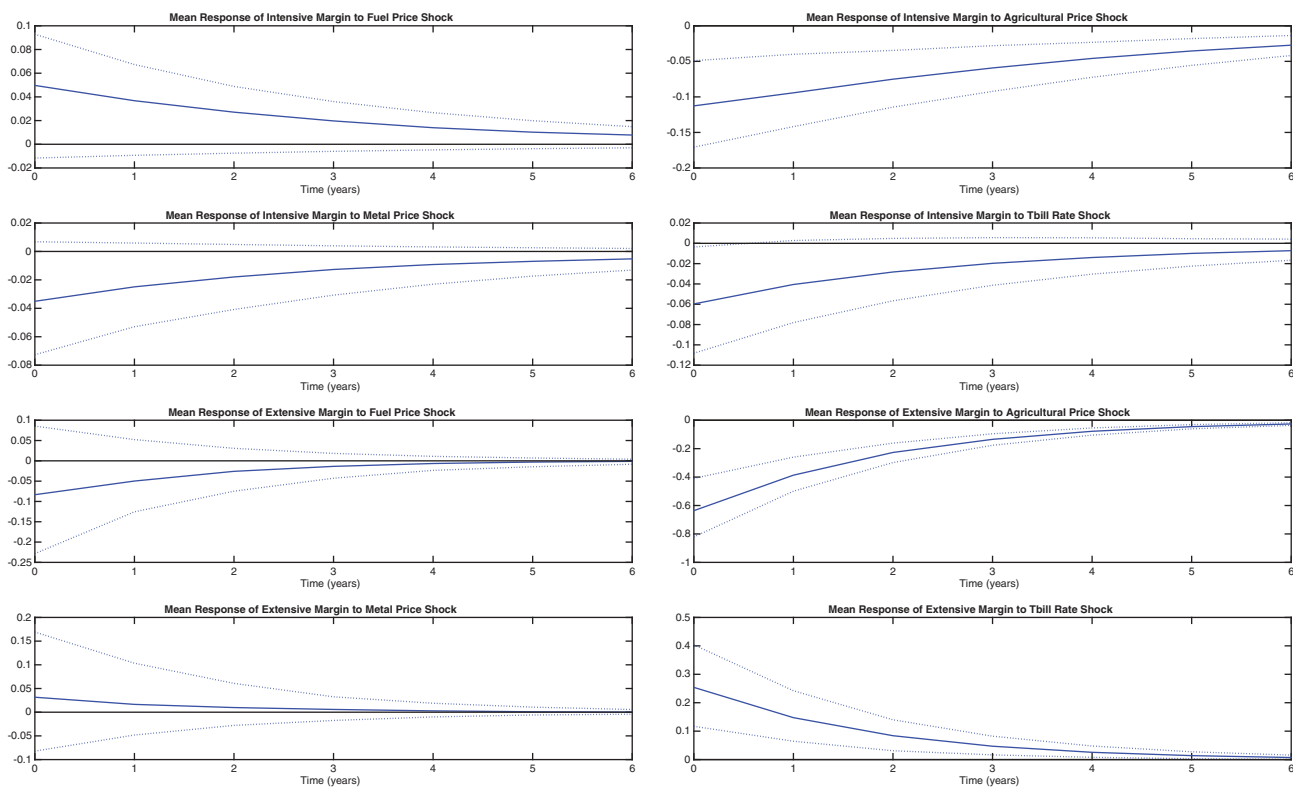 Mean Response of Intensive Margin to Fuel Price Shock
0.1
0.08
0.06
0.04
0.02
0
-0.02
0 1 2 3 4 5 6
Time (years)
Mean Response of Intensive Margin to Agricultural Price Shock
0
-0.05
-0.1
-0.15
-0.2
0 1 2 3 4 5 6
Time (years)
Mean Response of Intensive Margin to Metal Price Shock
0.02
0
-0.02
-0.04
-0.06
-0.08
0 1 2 3 4 5 6
Time (years)
Mean Response of Intensive Margin to Tbill Rate Shock
0.02
0
-0.02
-0.04
-0.06
-0.08
-0.1
-0.12
0 1 2 3 4 5 6
Time (years)
Mean Response of Extensive Margin to Fuel Price Shock
0.1
0.05
0
-0.05
-0.1
-0.15
-0.2
-0.25
0 1 2 3 4 5 6
Time (years)
Mean Response of Extensive Margin to Agricultural Price Shock
0
-0.2
-0.4
-0.6
-0.8
-1
0 1 2 3 4 5 6
Time (years)
Mean Response of Extensive Margin to Metal Price Shock
0.2
0.15
0.1
0.05
0
-0.05
-0.1
0 1 2 3 4 5 6
Time (years)
Mean Response of Extensive Margin to Tbill Rate Shock
0.5
0.4
0.3
0.2
0.1
0
0 1 2 3 4 5 6
Time (years)